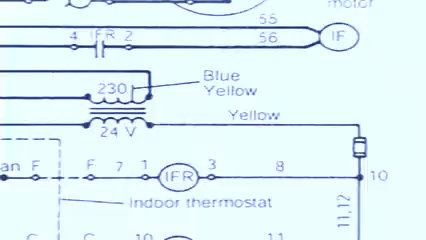 motor
55
4 IFR 2 56 IF
Blue
230 Yellow
Yellow
24 V
an F F 7 1 IFR 3 8 10
Indoor thermostat
11,12
C C 10 11